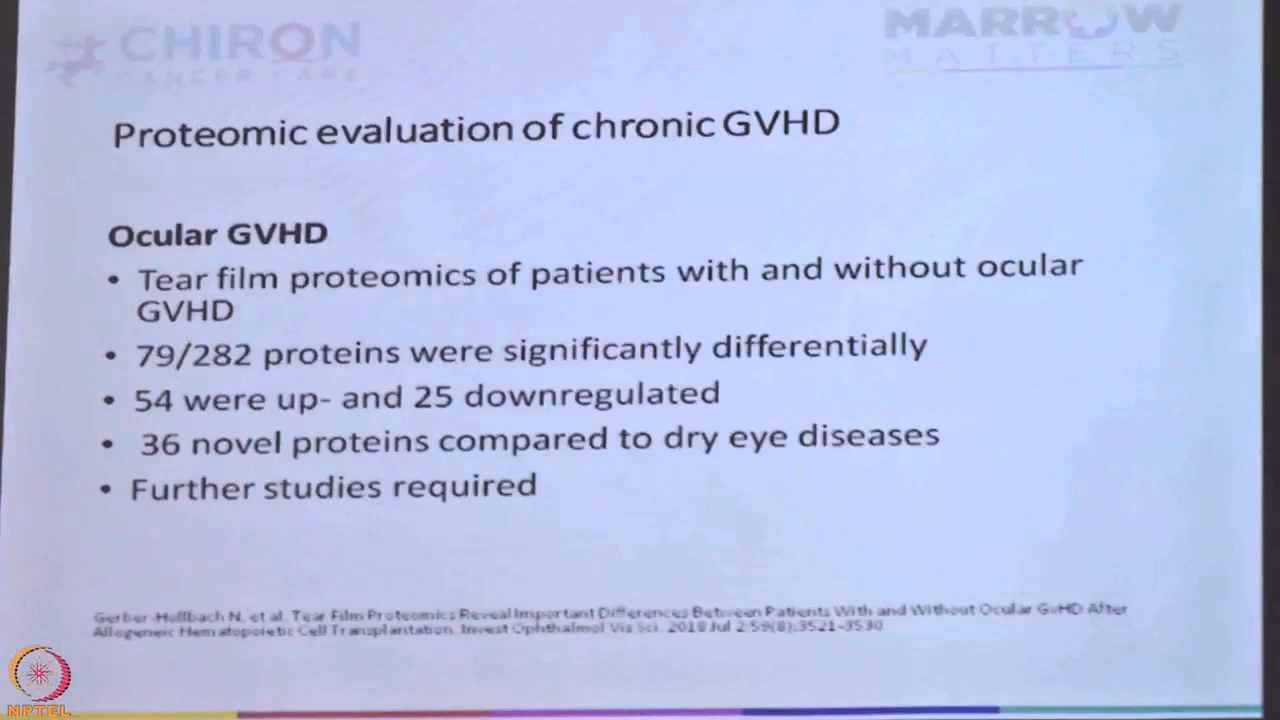 CHIRON
CANCER CARE
MARROW
MATTERS
Proteomic evaluation of chronic GVHD
Ocular GVHD
• Tear film proteomics of patients with and without ocular
GVHD
• 79/282 proteins were significantly differentially
• 54 were up- and 25 downregulated
• 36 novel proteins compared to dry eye diseases
• Further studies required
Gerber-Hollbach N. et al. Tear Film Proteomics Reveal Important Differences Between Patients With and Without Ocular GvHD After
Allogeneic Hematopoietic Cell Transplantation. Invest Ophthalmol Vis Sci. 2018 Jul 2;59(8):3521-3530
NPTEL